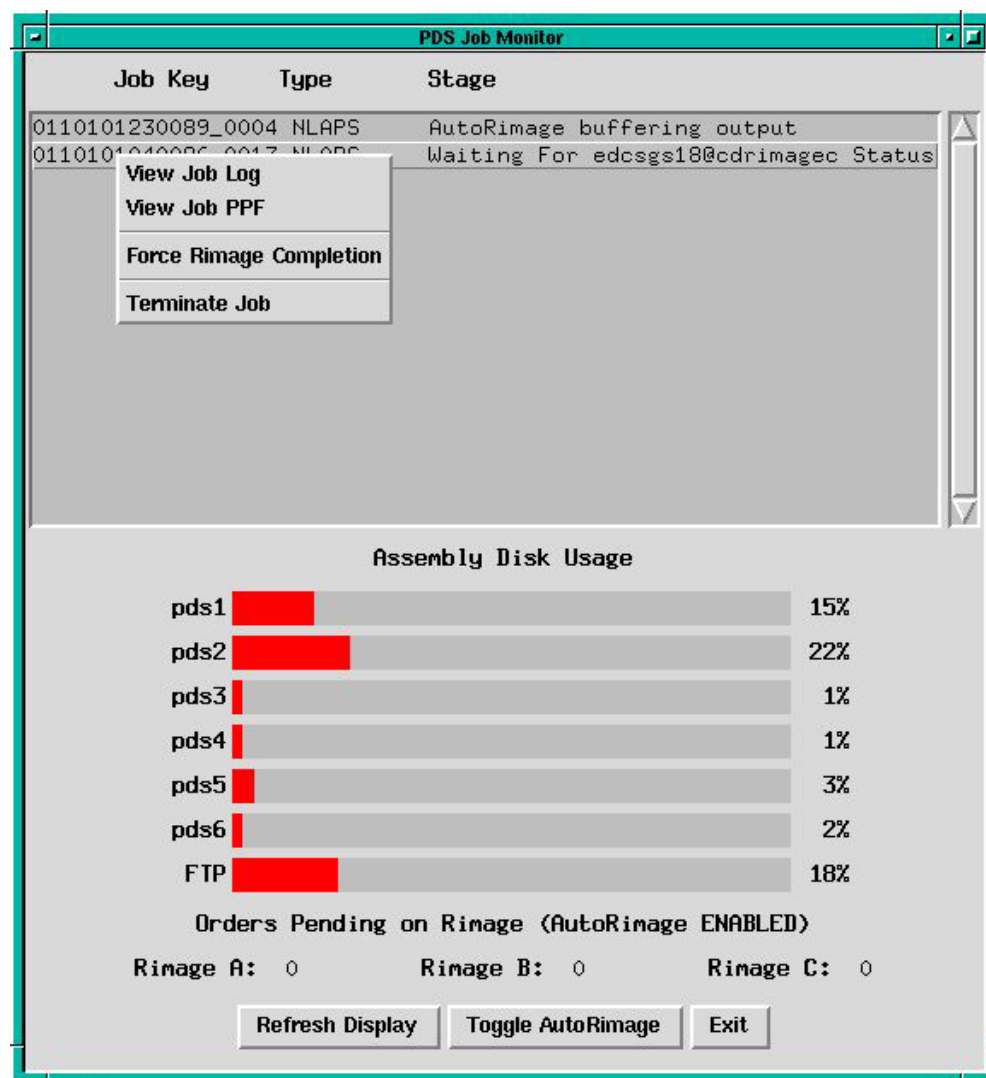 PDS Job Monitor
Job Key Type Stage
0110101230089_0004 NLAPS AutoRimage buffering output
Waiting For edcsgs18@cdrimagec Status
View Job Log
View Job PPF
Force Rimage Completion
Terminate Job
Assembly Disk Usage
pds1 15%
pds2 22%
pds3 1%
pds4 1%
pds5 3%
pds6 2%
FTP 18%
Orders Pending on Rimage (AutoRimage ENABLED)
Rimage A: 0 Rimage B: 0 Rimage C: 0
Refresh Display Toggle AutoRimage Exit